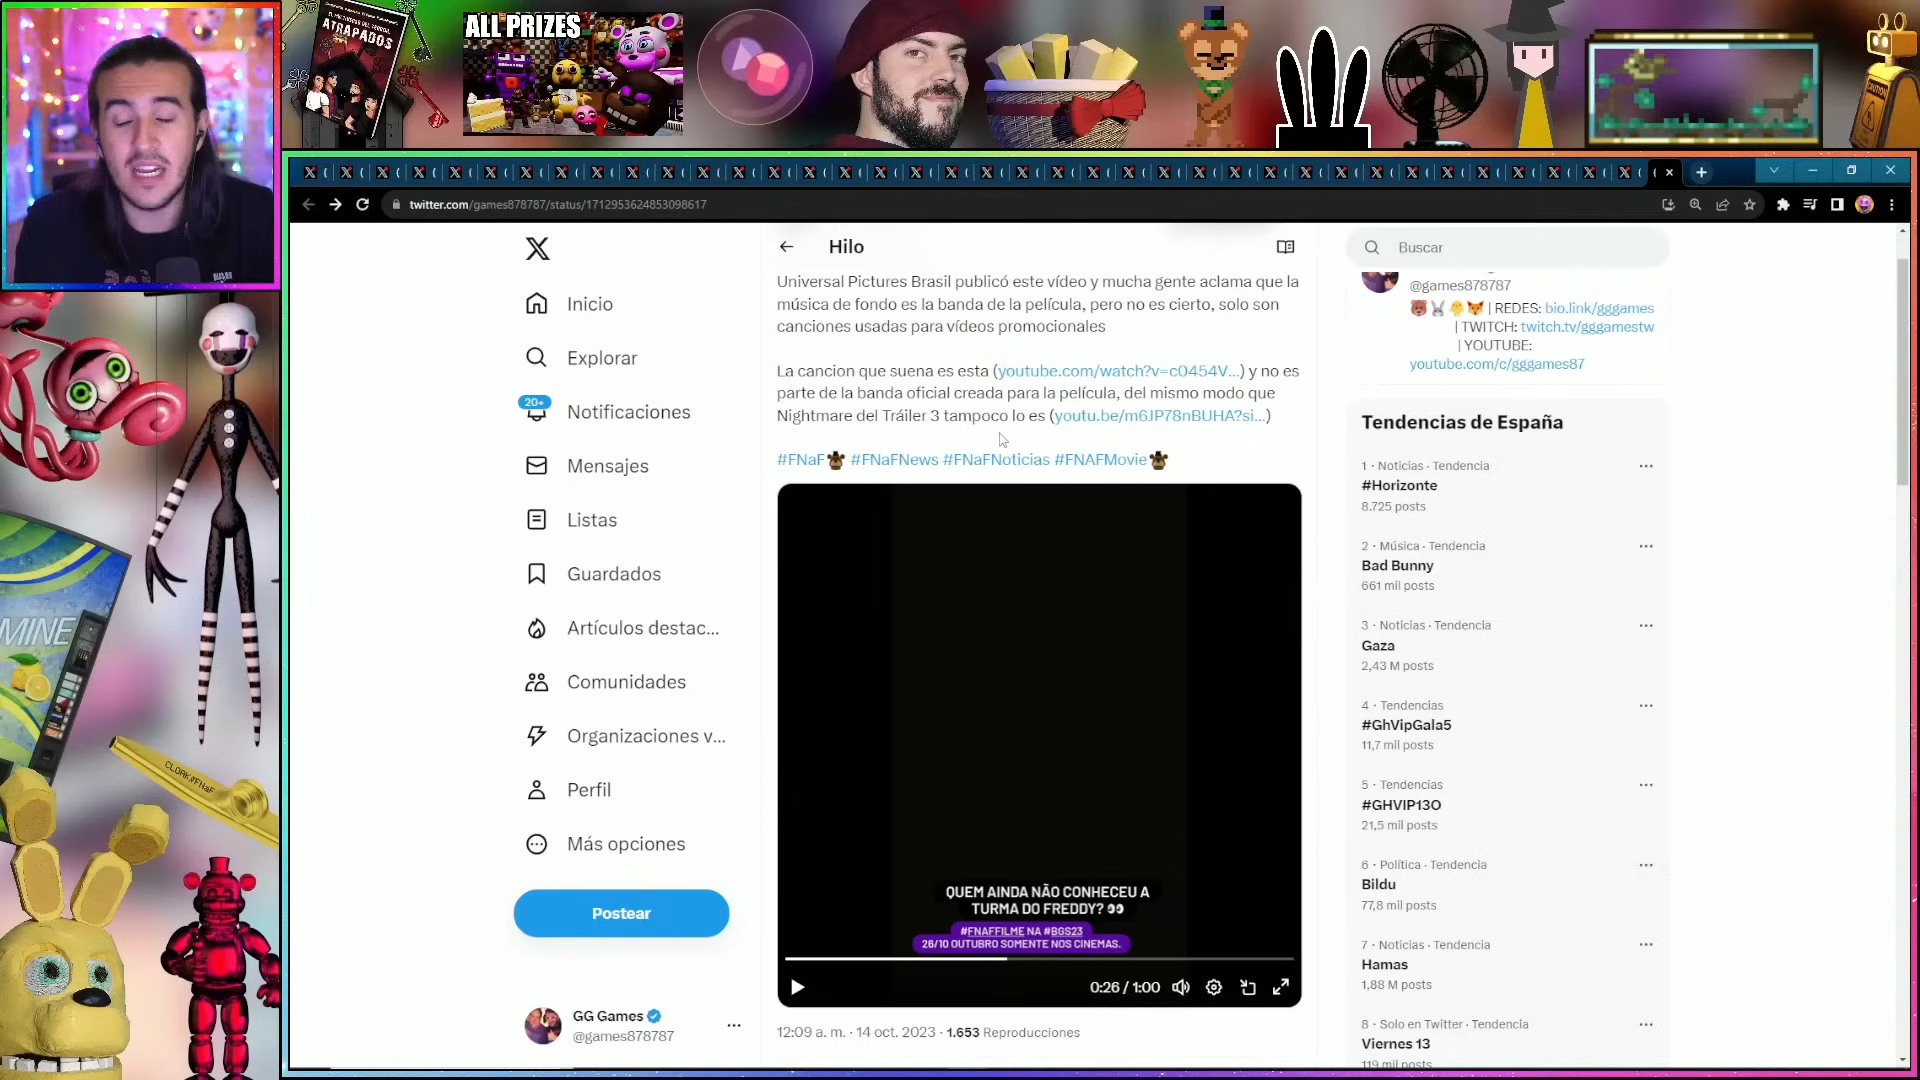 ATRAPADOS
ALL PRIZES
twitter.com/games878787/status/1712953624853098617
Inicio
Explorar
20+
Notificaciones
Mensajes
Listas
Guardados
Artículos destac...
Comunidades
Organizaciones v...
Perfil
Más opciones
Postear
GG Games
@games878787
Hilo
Universal Pictures Brasil publicó este vídeo y mucha gente aclama que la
música de fondo es la banda de la película, pero no es cierto, solo son
canciones usadas para vídeos promocionales
La cancion que suena es esta (youtube.com/watch?v=c0454V...) y no es
parte de la banda oficial creada para la película, del mismo modo que
Nightmare del Tráiler 3 tampoco lo es (youtu.be/m6JP78nBUHA?si...)
#FNaF #FNaFNews #FNaFNoticias #FNAFMovie
QUEM AINDA NÃO CONHECEU A
TURMA DO FREDDY?
#FNAFFILME NA #BGS23
26/10 OUTUBRO SOMENTE NOS CINEMAS.
0:26 / 1:00
12:09 a. m. · 14 oct. 2023 · 1.653 Reproducciones
Buscar
@games878787
| REDES: bio.link/gggames
| TWITCH: twitch.tv/gggamestw
| YOUTUBE:
youtube.com/c/gggames87
Tendencias de España
1 · Noticias · Tendencia
#Horizonte
8.725 posts
2 · Música · Tendencia
Bad Bunny
661 mil posts
3 · Noticias · Tendencia
Gaza
2,43 M posts
4 · Tendencias
#GhVipGala5
11,7 mil posts
5 · Tendencias
#GHVIP13O
21,5 mil posts
6 · Política · Tendencia
Bildu
77,8 mil posts
7 · Noticias · Tendencia
Hamas
1,88 M posts
8 · Solo en Twitter · Tendencia
Viernes 13
119 mil posts
MINE
CLOAK×FNaF
CAUTION